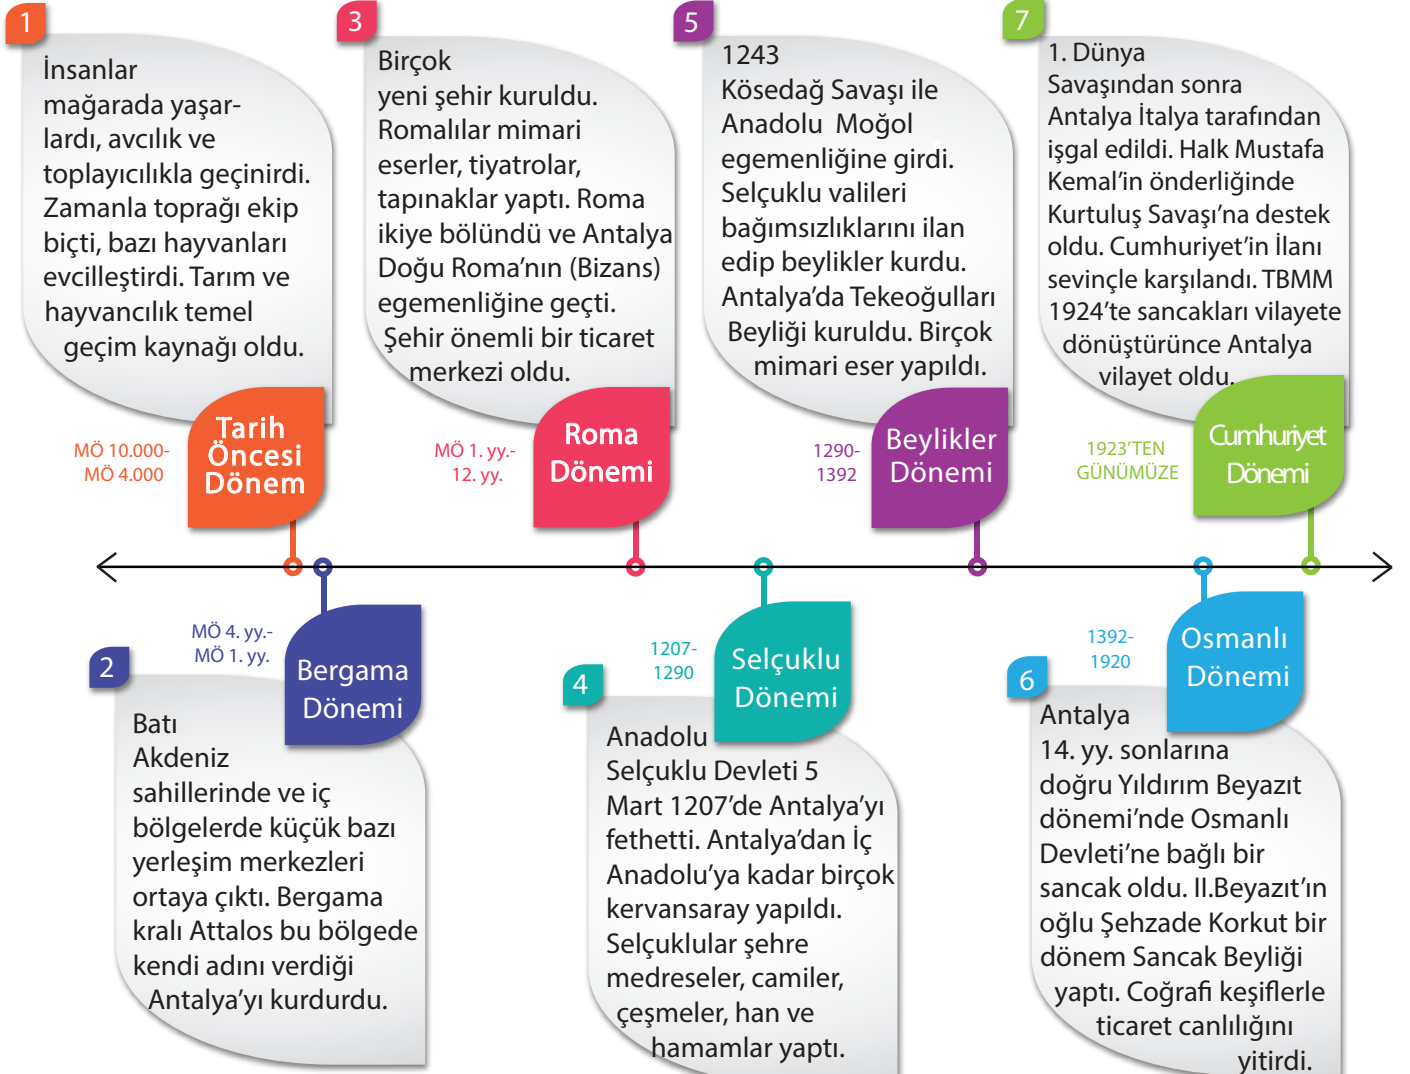 1
İnsanlar
mağarada yaşar-
lardı, avcılık ve
toplayıcılıkla geçinirdi.
Zamanla toprağı ekip
biçti, bazı hayvanları
evcilleştirdi. Tarım ve
hayvancılık temel
geçim kaynağı oldu.
MÖ 10.000-
MÖ 4.000
Tarih
Öncesi
Dönem
2
MÖ 4. yy.-
MÖ 1. yy.
Bergama
Dönemi
Batı
Akdeniz
sahillerinde ve iç
bölgelerde küçük bazı
yerleşim merkezleri
ortaya çıktı. Bergama
kralı Attalos bu bölgede
kendi adını verdiği
Antalya’yı kurdurdu.
3
Birçok
yeni şehir kuruldu.
Romalılar mimari
eserler, tiyatrolar,
tapınaklar yaptı. Roma
ikiye bölündü ve Antalya
Doğu Roma’nın (Bizans)
egemenliğine geçti.
Şehir önemli bir ticaret
merkezi oldu.
MÖ 1. yy.-
12. yy.
Roma
Dönemi
4
1207-
1290
Selçuklu
Dönemi
Anadolu
Selçuklu Devleti 5
Mart 1207’de Antalya’yı
fethetti. Antalya’dan İç
Anadolu’ya kadar birçok
kervansaray yapıldı.
Selçuklular şehre
medreseler, camiler,
çeşmeler, han ve
hamamlar yaptı.
5
1243
Kösedağ Savaşı ile
Anadolu Moğol
egemenliğine girdi.
Selçuklu valileri
bağımsızlıklarını ilan
edip beylikler kurdu.
Antalya’da Tekeoğulları
Beyliği kuruldu. Birçok
mimari eser yapıldı.
1290-
1392
Beylikler
Dönemi
6
1392-
1920
Osmanlı
Dönemi
Antalya
14. yy. sonlarına
doğru Yıldırım Beyazıt
dönemi’nde Osmanlı
Devleti’ne bağlı bir
sancak oldu. II.Beyazıt’ın
oğlu Şehzade Korkut bir
dönem Sancak Beyliği
yaptı. Coğrafi keşiflerle
ticaret canlılığını
yitirdi.
7
1. Dünya
Savaşından sonra
Antalya İtalya tarafından
işgal edildi. Halk Mustafa
Kemal’in önderliğinde
Kurtuluş Savaşı’na destek
oldu. Cumhuriyet’in İlanı
sevinçle karşılandı. TBMM
1924’te sancakları vilayete
dönüştürünce Antalya
vilayet oldu.
1923’TEN
GÜNÜMÜZE
Cumhuriyet
Dönemi